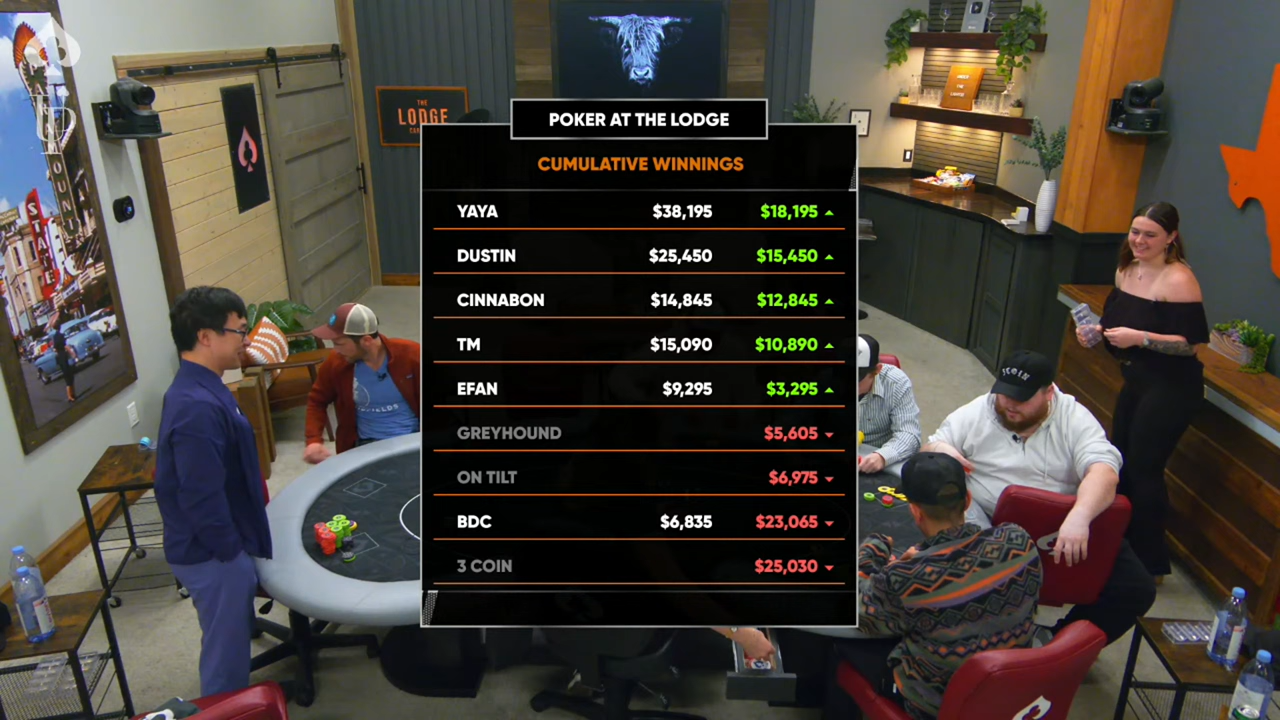 POKER AT THE LODGE
CUMULATIVE WINNINGS
YAYA $38,195 $18,195
DUSTIN $25,450 $15,450
CINNABON $14,845 $12,845
TM $15,090 $10,890
EFAN $9,295 $3,295
GREYHOUND $5,605
ON TILT $6,975
BDC $6,835 $23,065
3 COIN $25,030
THE
LODGE
STATE